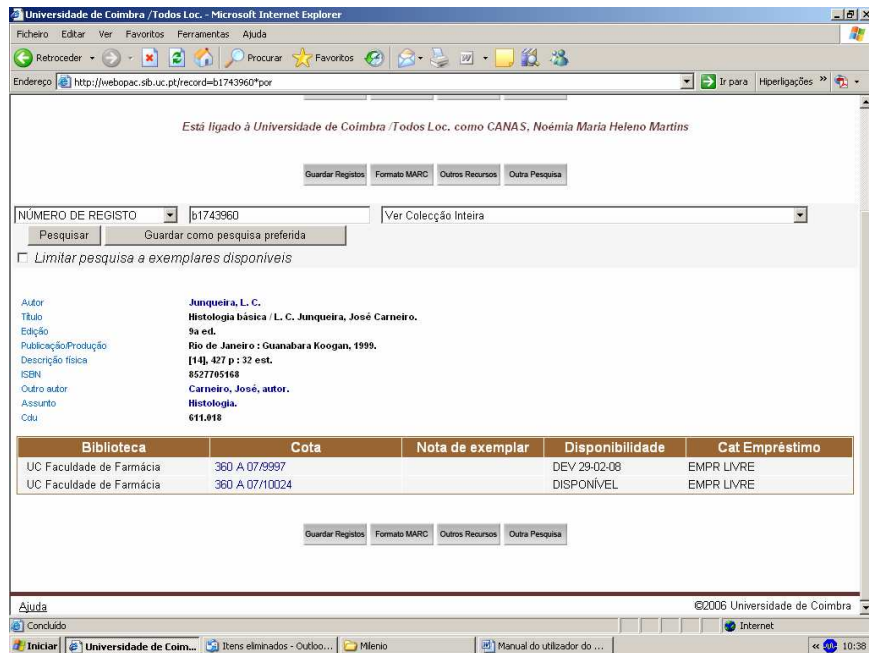 Universidade de Coimbra /Todos Loc. - Microsoft Internet Explorer
Ficheiro Editar Ver Favoritos Ferramentas Ajuda
Retroceder Procurar Favoritos
Endereço http://webopac.sib.uc.pt/record=b1743960*por Ir para Hiperligações »
Está ligado à Universidade de Coimbra /Todos Loc. como CANAS, Noémia Maria Heleno Martins
Guardar Registos Formato MARC Outros Recursos Outra Pesquisa
NÚMERO DE REGISTO b1743960 Ver Colecção Inteira
Pesquisar Guardar como pesquisa preferida
Limitar pesquisa a exemplares disponíveis
Autor Junqueira, L. C.
Título Histologia básica / L. C. Junqueira, José Carneiro.
Edição 9a ed.
Publicação/Produção Rio de Janeiro : Guanabara Koogan, 1999.
Descrição física [14], 427 p : 32 est.
ISBN 8527705168
Outro autor Carneiro, José, autor.
Assunto Histologia.
Cdu 611.018
Biblioteca Cota Nota de exemplar Disponibilidade Cat Empréstimo
UC Faculdade de Farmácia 360 A 07/9997 DEV 29-02-08 EMPR LIVRE
UC Faculdade de Farmácia 360 A 07/10024 DISPONÍVEL EMPR LIVRE
Guardar Registos Formato MARC Outros Recursos Outra Pesquisa
Ajuda ©2006 Universidade de Coimbra
Concluído Internet
Iniciar Universidade de Coim... Itens eliminados - Outloo... Milenio Manual do utilizador do ... « 10:38